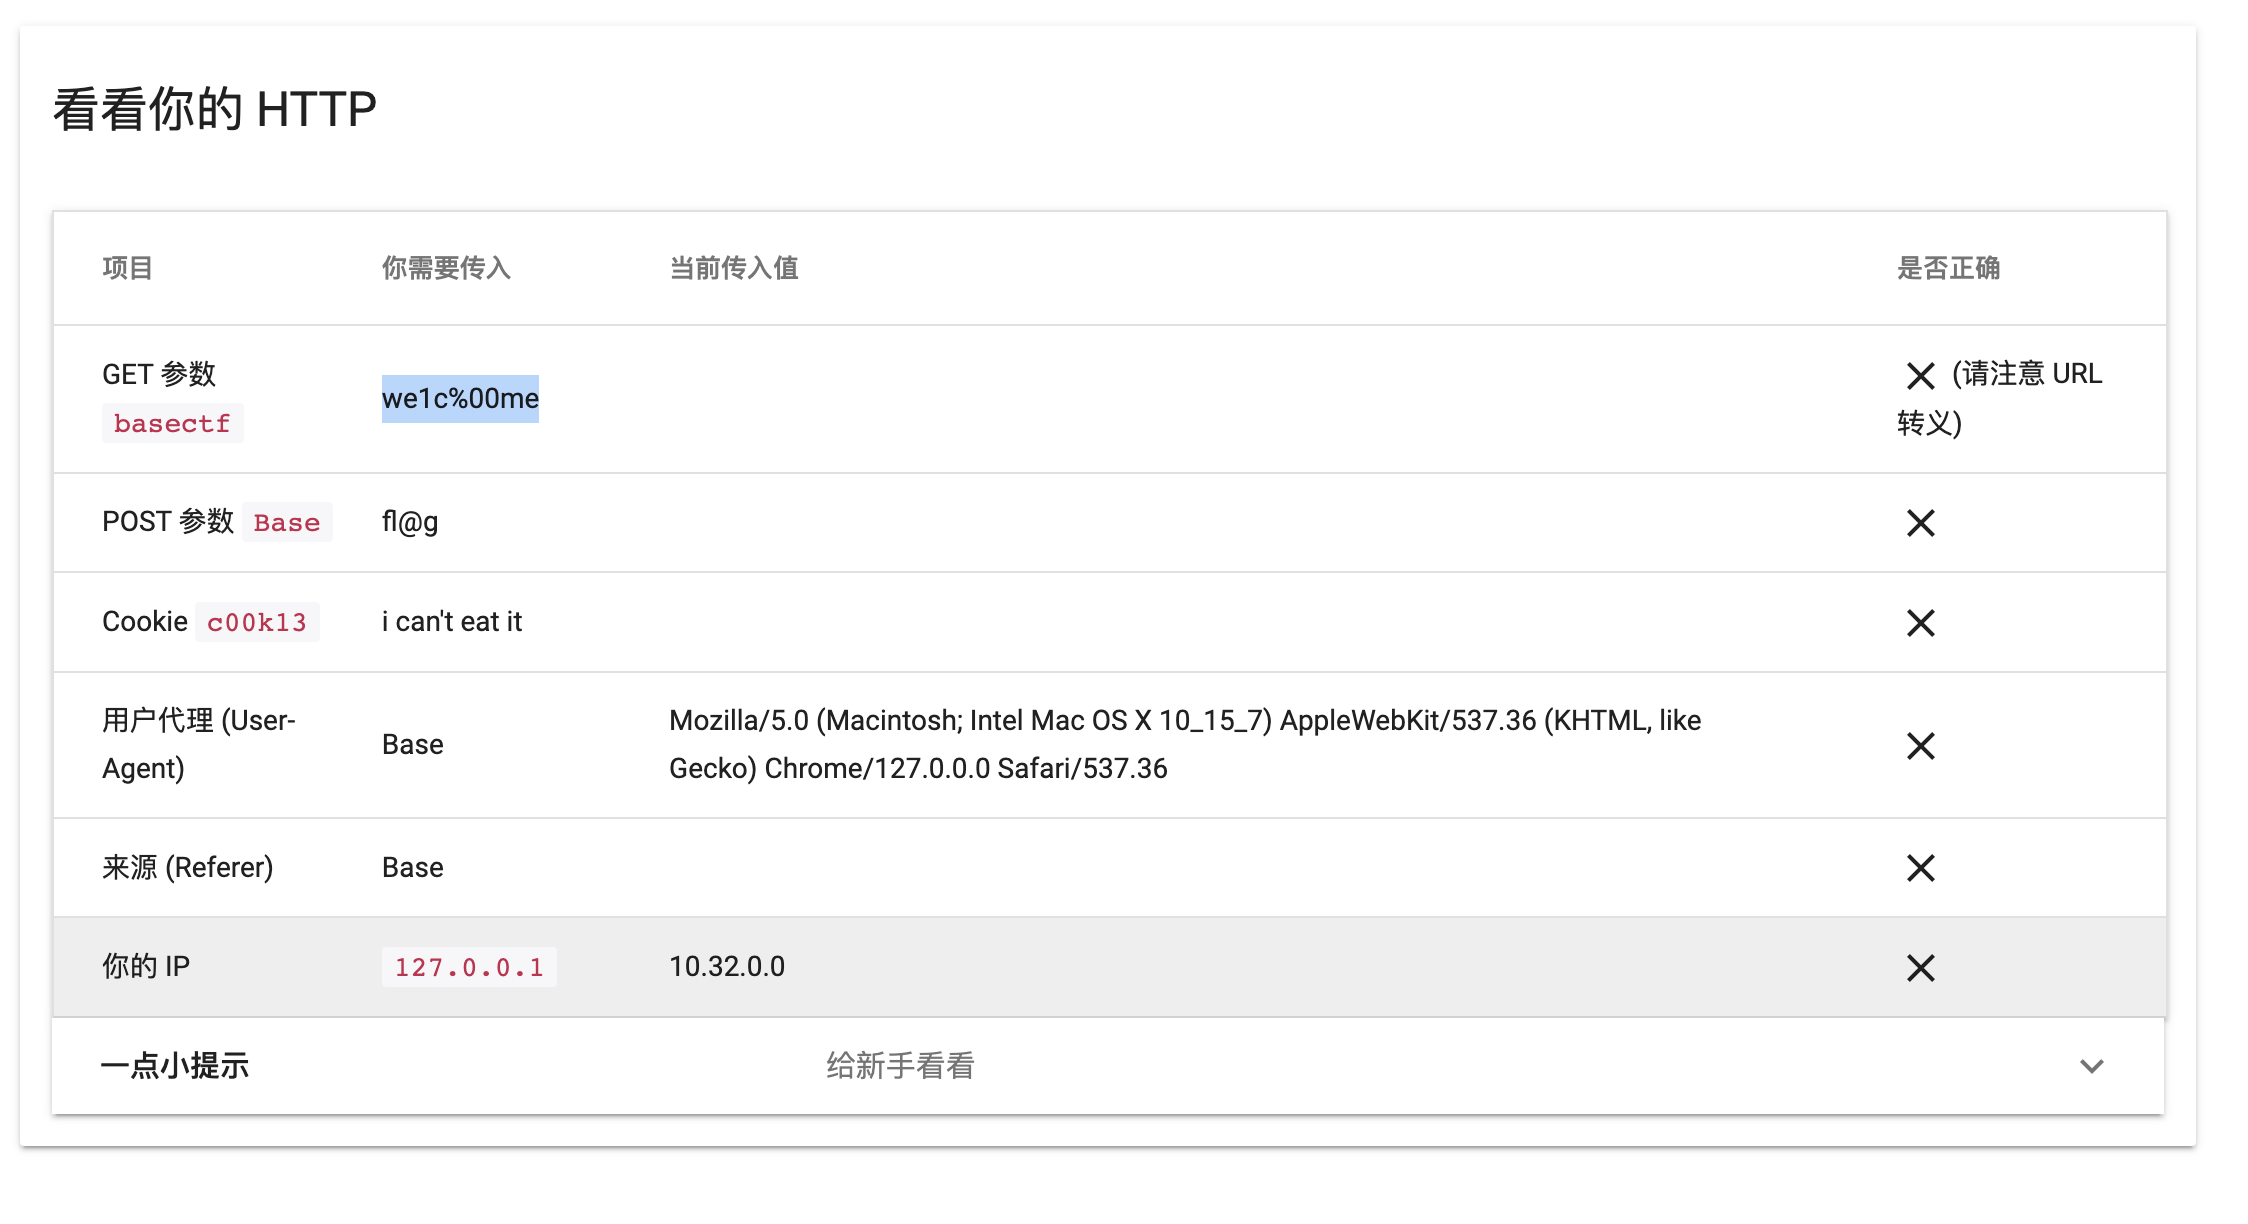 看看你的 HTTP
项目 你需要传入 当前传入值 是否正确
GET 参数
basectf
we1c%00me
(请注意 URL
转义)
POST 参数 Base fl@g
Cookie c00k13 i can't eat it
用户代理 (User-
Agent)
Base
Mozilla/5.0 (Macintosh; Intel Mac OS X 10_15_7) AppleWebKit/537.36 (KHTML, like
Gecko) Chrome/127.0.0.0 Safari/537.36
来源 (Referer) Base
你的 IP 127.0.0.1 10.32.0.0
一点小提示 给新手看看